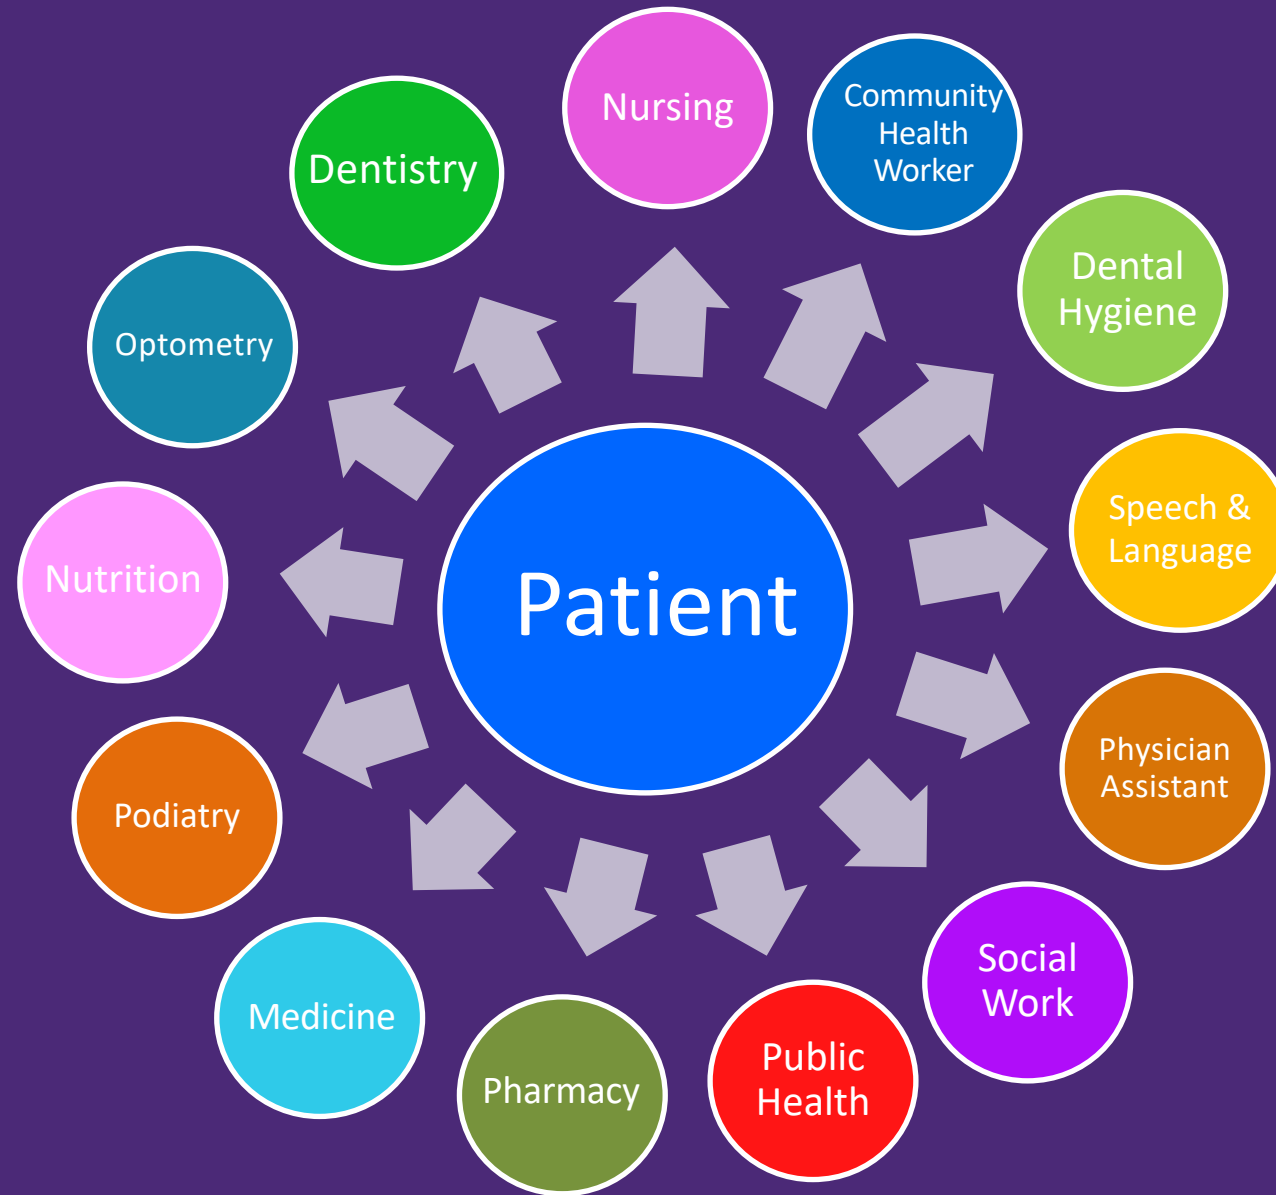 Nursing
Community
Health
Worker
Dentistry
Dental
Hygiene
Optometry
Speech &
Language
Nutrition
Patient
Physician
Assistant
Podiatry
Social
Work
Medicine
Public
Health
Pharmacy